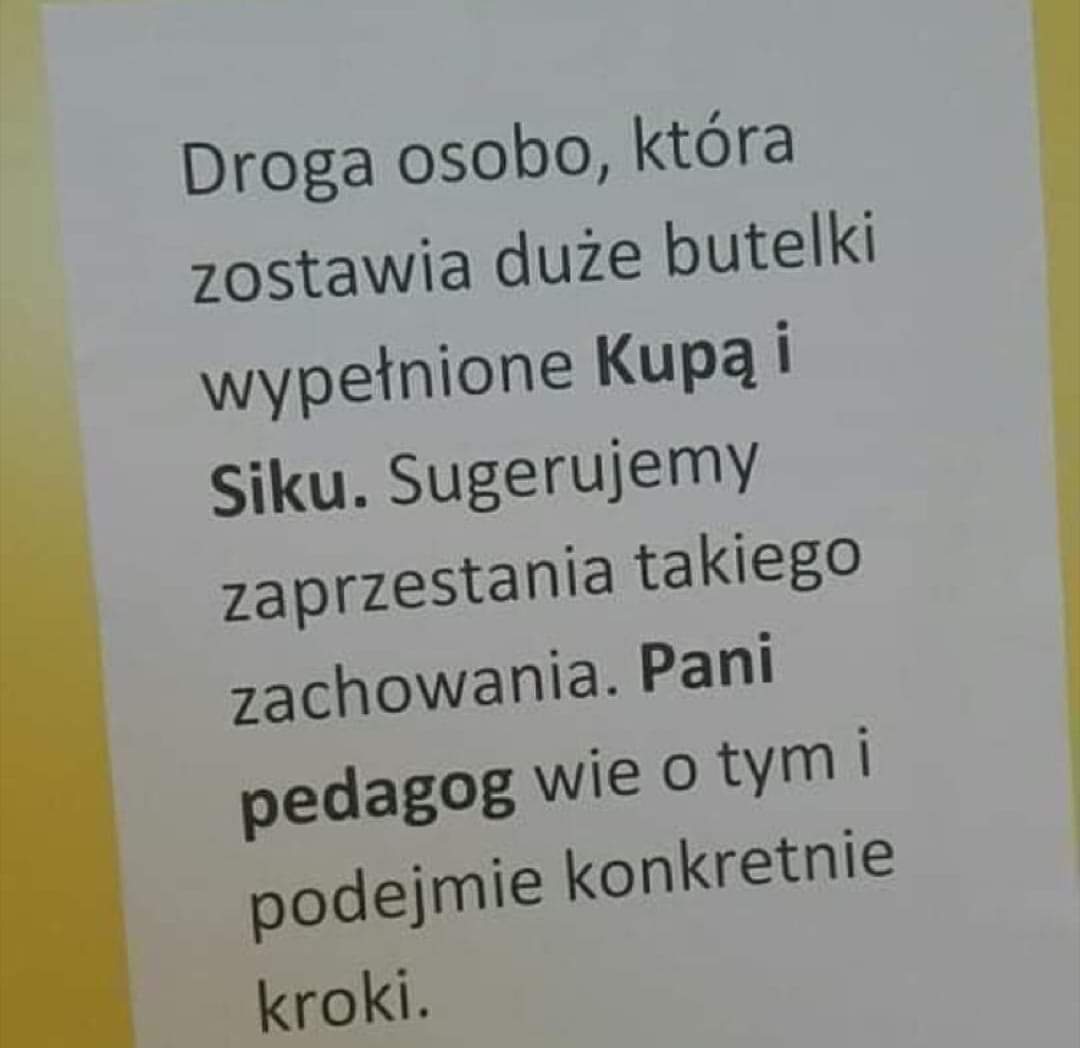 Droga osobo, która
zostawia duże butelki
wypełnione Kupą i
Siku. Sugerujemy
zaprzestania takiego
zachowania. Pani
pedagog wie o tym i
podejmie konkretnie
kroki.